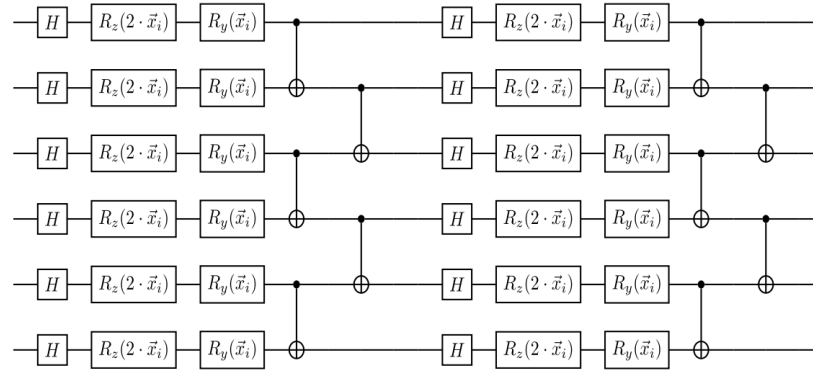 H R_z(2 · x⃗_i) R_y(x⃗_i) H R_z(2 · x⃗_i) R_y(x⃗_i)
H R_z(2 · x⃗_i) R_y(x⃗_i) H R_z(2 · x⃗_i) R_y(x⃗_i)
H R_z(2 · x⃗_i) R_y(x⃗_i) H R_z(2 · x⃗_i) R_y(x⃗_i)
H R_z(2 · x⃗_i) R_y(x⃗_i) H R_z(2 · x⃗_i) R_y(x⃗_i)
H R_z(2 · x⃗_i) R_y(x⃗_i) H R_z(2 · x⃗_i) R_y(x⃗_i)
H R_z(2 · x⃗_i) R_y(x⃗_i) H R_z(2 · x⃗_i) R_y(x⃗_i)